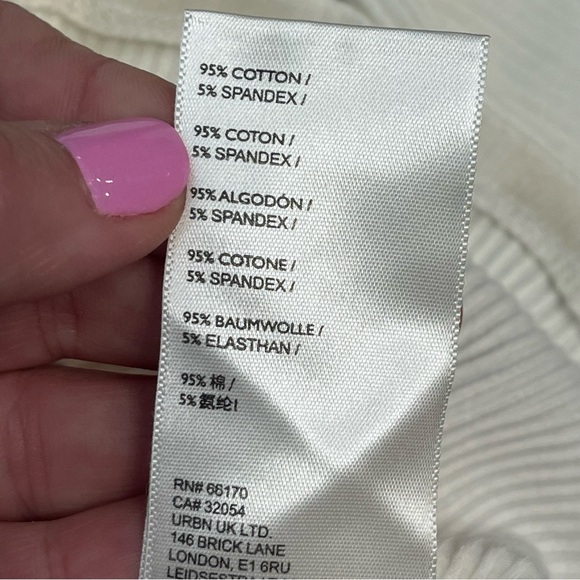 95% COTTON /
5% SPANDEX /
95% COTON /
5% SPANDEX /
95% ALGODÓN /
5% SPANDEX /
95% COTONE /
5% SPANDEX /
95% BAUMWOLLE /
5% ELASTHAN /
95% 棉 /
5% 氨纶/
RN# 66170
CA# 32054
URBN UK LTD.
146 BRICK LANE
LONDON, E1 6RU